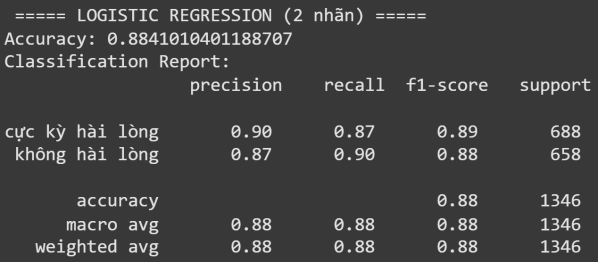 ===== LOGISTIC REGRESSION (2 nhãn) =====
Accuracy: 0.8841010401188707
Classification Report:
precision recall f1-score support
cực kỳ hài lòng 0.90 0.87 0.89 688
không hài lòng 0.87 0.90 0.88 658
accuracy 0.88 1346
macro avg 0.88 0.88 0.88 1346
weighted avg 0.88 0.88 0.88 1346